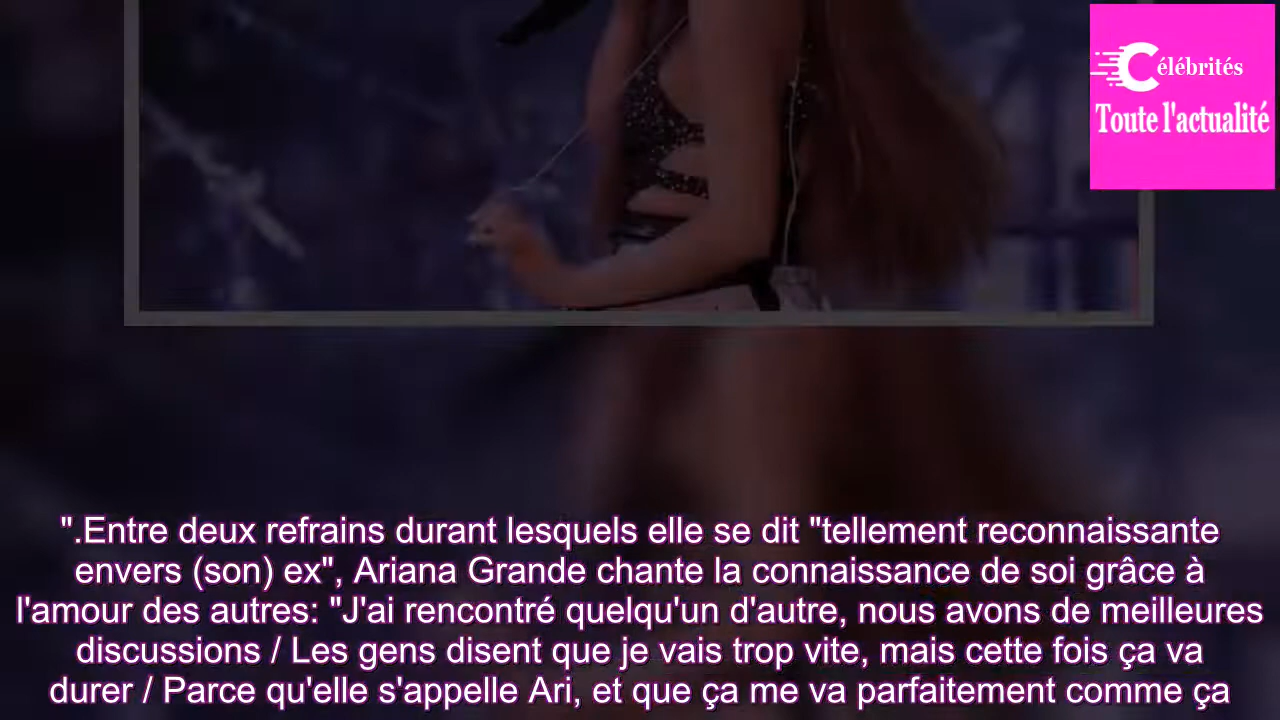 Célébrités
Toute l'actualité
".Entre deux refrains durant lesquels elle se dit "tellement reconnaissante
envers (son) ex", Ariana Grande chante la connaissance de soi grâce à
l'amour des autres: "J'ai rencontré quelqu'un d'autre, nous avons de meilleures
discussions / Les gens disent que je vais trop vite, mais cette fois ça va
durer / Parce qu'elle s'appelle Ari, et que ça me va parfaitement comme ça